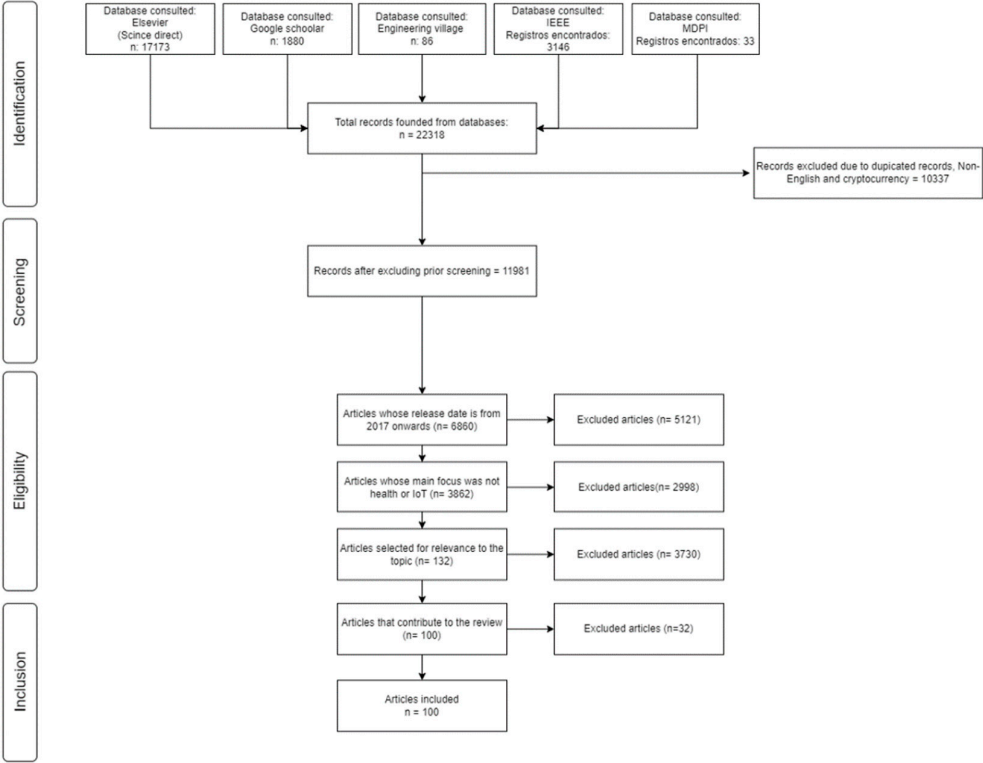 Identification
Database consulted:
Elsevier
(Scince direct)
n: 17173
Database consulted:
Google schoolar
n: 1880
Database consulted:
Engineering village
n: 86
Database consulted:
IEEE
Registros encontrados:
3146
Database consulted:
MDPI
Registros encontrados: 33
Total records founded from databases:
n = 22318
Records excluded due to dupicated records, Non-
English and cryptocurrency = 10337
Screening
Records after excluding prior screening = 11981
Eligibility
Articles whose release date is from
2017 onwards (n= 6860)
Excluded articles (n= 5121)
Articles whose main focus was not
health or IoT (n= 3862)
Excluded articles(n= 2998)
Articles selected for relevance to the
topic (n= 132)
Excluded articles (n= 3730)
Inclusion
Articles that contribute to the review
(n= 100)
Excluded articles (n=32)
Articles included
n = 100